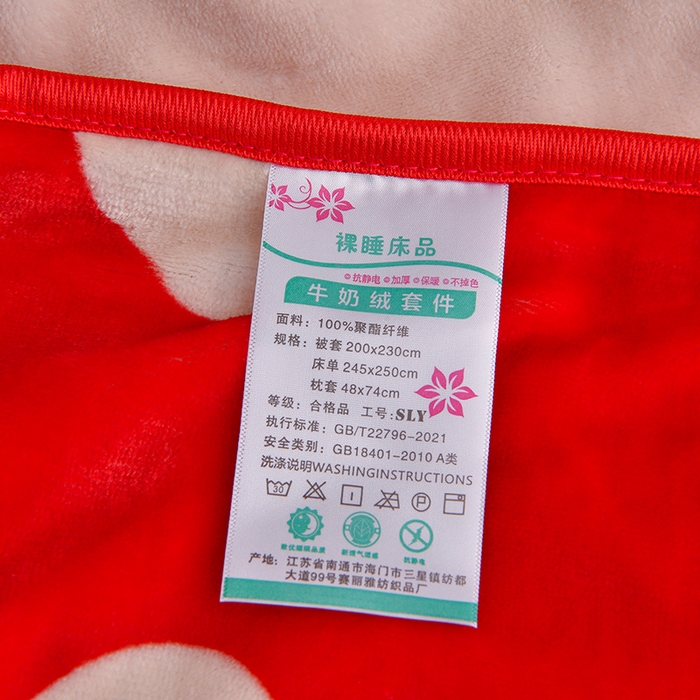 裸睡床品
抗静电 加厚 保暖 不掉色
牛奶绒套件
面料：100%聚酯纤维
规格：被套 200x230cm
床单 245x250cm
枕套 48x74cm
等级：合格品 工号：SLY
执行标准：GB/T22796-2021
安全类别：GB18401-2010 A类
洗涤说明WASHINGINSTRUCTIONS
30 P
抗静电
产地：江苏省南通市海门市三星镇纺都
大道99号赛丽雅纺织品厂